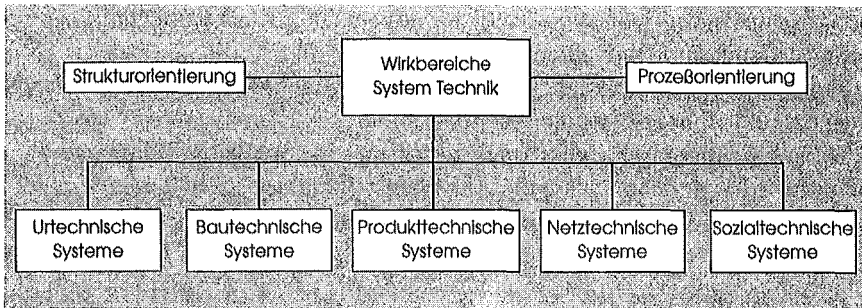 Wirkbereiche
System Technik
Strukturorientierung
Prozeßorientierung
Urtechnische
Systeme
Bautechnische
Systeme
Produkttechnische
Systeme
Netztechnische
Systeme
Sozialtechnische
Systeme